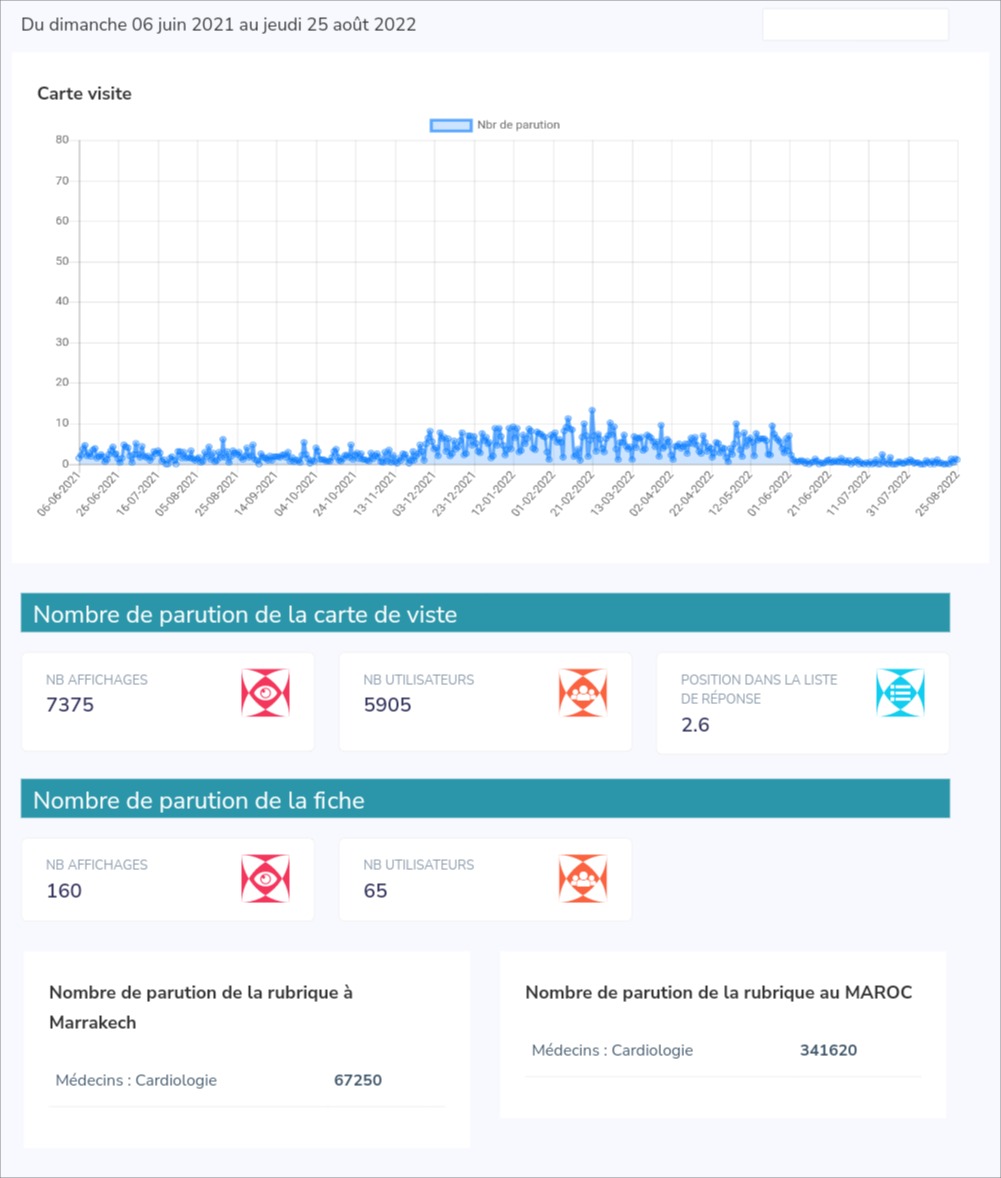 Du dimanche 06 juin 2021 au jeudi 25 août 2022
Carte visite
Nbr de parution
80
70
60
50
40
30
20
10
0
06-06-2021
26-06-2021
16-07-2021
05-08-2021
25-08-2021
14-09-2021
04-10-2021
24-10-2021
13-11-2021
03-12-2021
23-12-2021
12-01-2022
01-02-2022
21-02-2022
13-03-2022
02-04-2022
22-04-2022
12-05-2022
01-06-2022
21-06-2022
11-07-2022
31-07-2022
25-08-2022
Nombre de parution de la carte de viste
NB AFFICHAGES
7375
NB UTILISATEURS
5905
POSITION DANS LA LISTE
DE RÉPONSE
2.6
Nombre de parution de la fiche
NB AFFICHAGES
160
NB UTILISATEURS
65
Nombre de parution de la rubrique à
Marrakech
Médecins : Cardiologie 67250
Nombre de parution de la rubrique au MAROC
Médecins : Cardiologie 341620